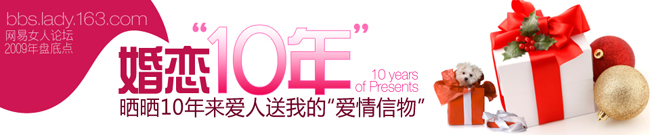 bbs.lady.163.com
网易女人论坛
2009年盘底点
婚恋“10年”
10 years
of Presents
晒晒10年来爱人送我的“爱情信物”